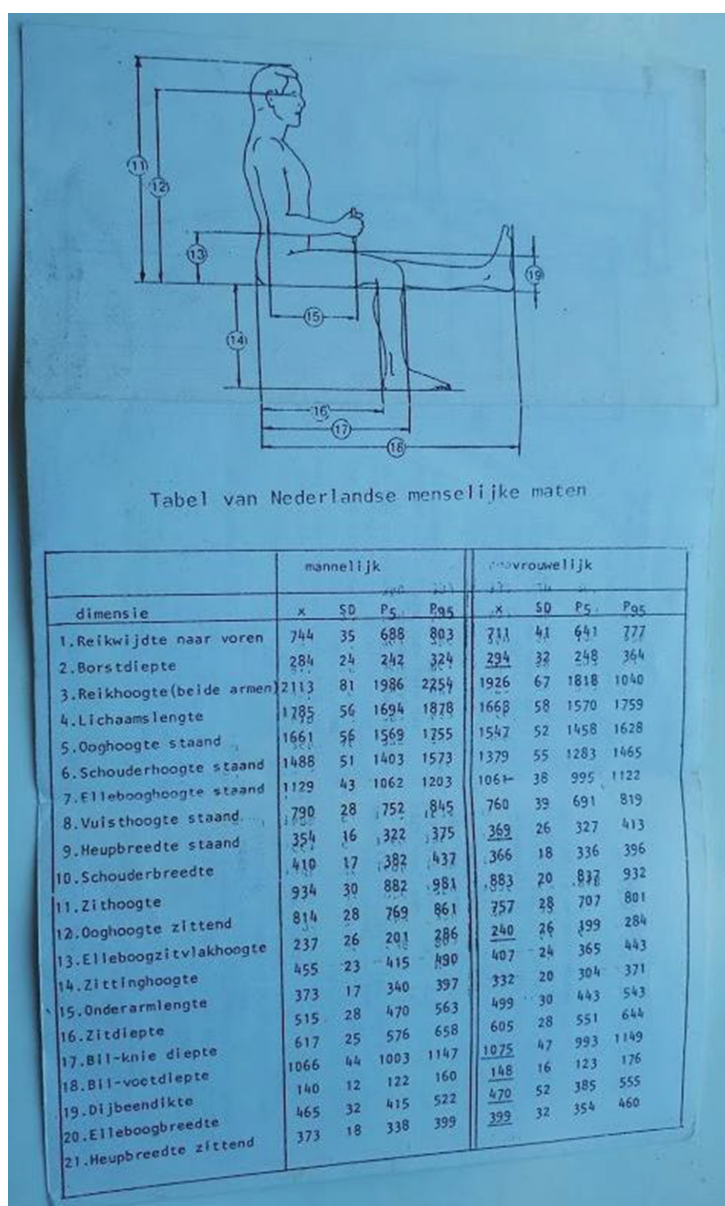 11
12
13
19
15
14
16
17
18
Tabel van Nederlandse menselijke maten
mannelijk vrouwelijk
dimensie x SD P5 P95 x SD P5 P95
1.Reikwijdte naar voren 744 35 688 803 711 41 641 777
2.Borstdiepte 284 24 242 324 294 32 248 364
3.Reikhoogte(beide armen) 2113 81 1986 2254 1926 67 1818 1040
4.Lichaamslengte 1785 56 1694 1878 1668 58 1570 1759
5.Ooghoogte staand 1661 56 1569 1755 1547 52 1458 1628
6.Schouderhoogte staand 1488 51 1403 1573 1379 55 1283 1465
7.Ellebooghoogte staand 1129 43 1062 1203 1061 38 995 1122
8.Vuisthoogte staand 790 28 752 845 760 39 691 819
9.Heupbreedte staand 354 16 322 375 369 26 327 413
10.Schouderbreedte 410 17 382 437 366 18 336 396
11.Zithoogte 934 30 882 981 883 20 837 932
12.Ooghoogte zittend 814 28 769 861 757 28 707 801
13.Elleboogzitvlakhoogte 237 26 201 286 240 26 199 284
14.Zittinghoogte 455 23 415 490 407 24 365 443
15.Onderarmlengte 373 17 340 397 332 20 304 371
16.Zitdiepte 515 28 470 563 499 30 443 543
17.Bil-knie diepte 617 25 576 658 605 28 551 644
18.Bil-voetdiepte 1066 44 1003 1147 1075 47 993 1149
19.Dijbeendikte 140 12 122 160 148 16 123 176
20.Elleboogbreedte 465 32 415 522 470 52 385 555
21.Heupbreedte zittend 373 18 338 399 399 32 354 460